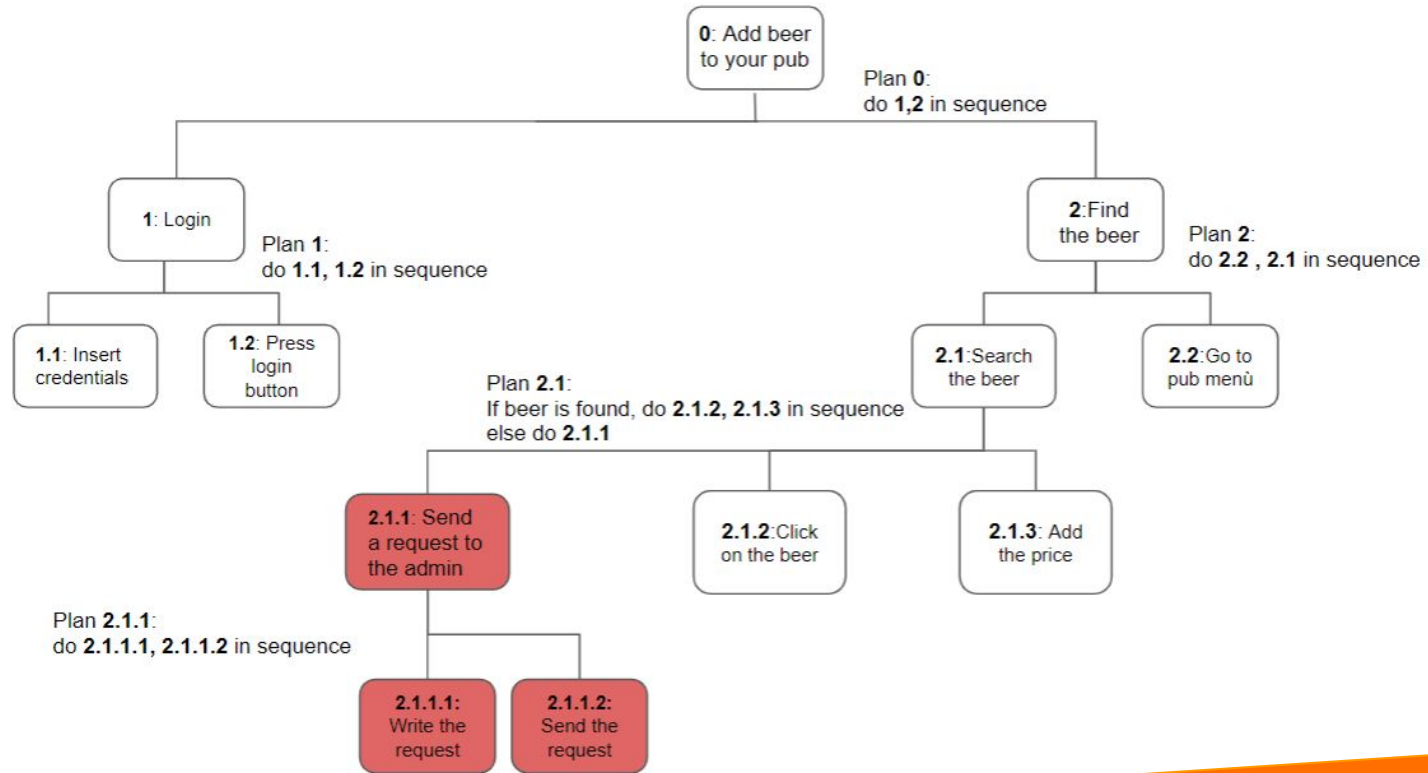 0: Add beer
to your pub
Plan 0:
do 1,2 in sequence
1: Login
Plan 1:
do 1.1, 1.2 in sequence
2:Find
the beer
Plan 2:
do 2.2 , 2.1 in sequence
1.1: Insert
credentials
1.2: Press
login
button
2.1:Search
the beer
2.2:Go to
pub menù
Plan 2.1:
If beer is found, do 2.1.2, 2.1.3 in sequence
else do 2.1.1
2.1.1: Send
a request to
the admin
2.1.2:Click
on the beer
2.1.3: Add
the price
Plan 2.1.1:
do 2.1.1.1, 2.1.1.2 in sequence
2.1.1.1:
Write the
request
2.1.1.2:
Send the
request